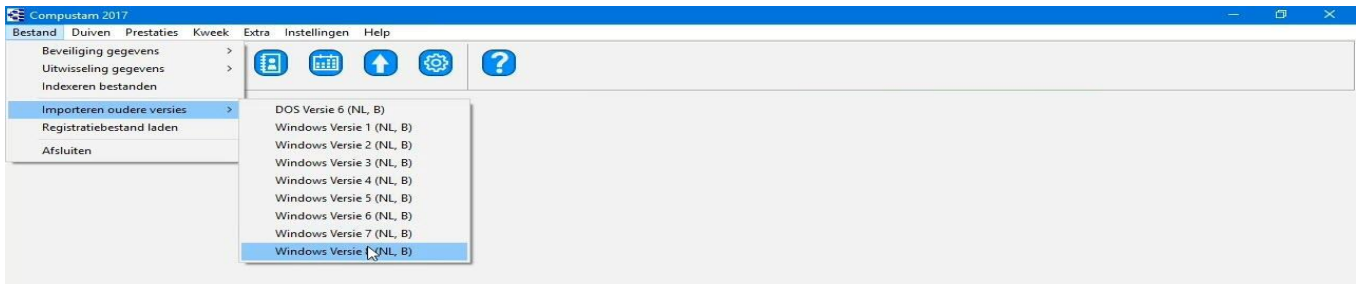 Compustam 2017
Bestand Duiven Prestaties Kweek Extra Instellingen Help
Beveiliging gegevens >
Uitwisseling gegevens >
Indexeren bestanden
Importeren oudere versies >
Registratiebestand laden
Afsluiten
DOS Versie 6 (NL, B)
Windows Versie 1 (NL, B)
Windows Versie 2 (NL, B)
Windows Versie 3 (NL, B)
Windows Versie 4 (NL, B)
Windows Versie 5 (NL, B)
Windows Versie 6 (NL, B)
Windows Versie 7 (NL, B)
Windows Versie (NL, B)